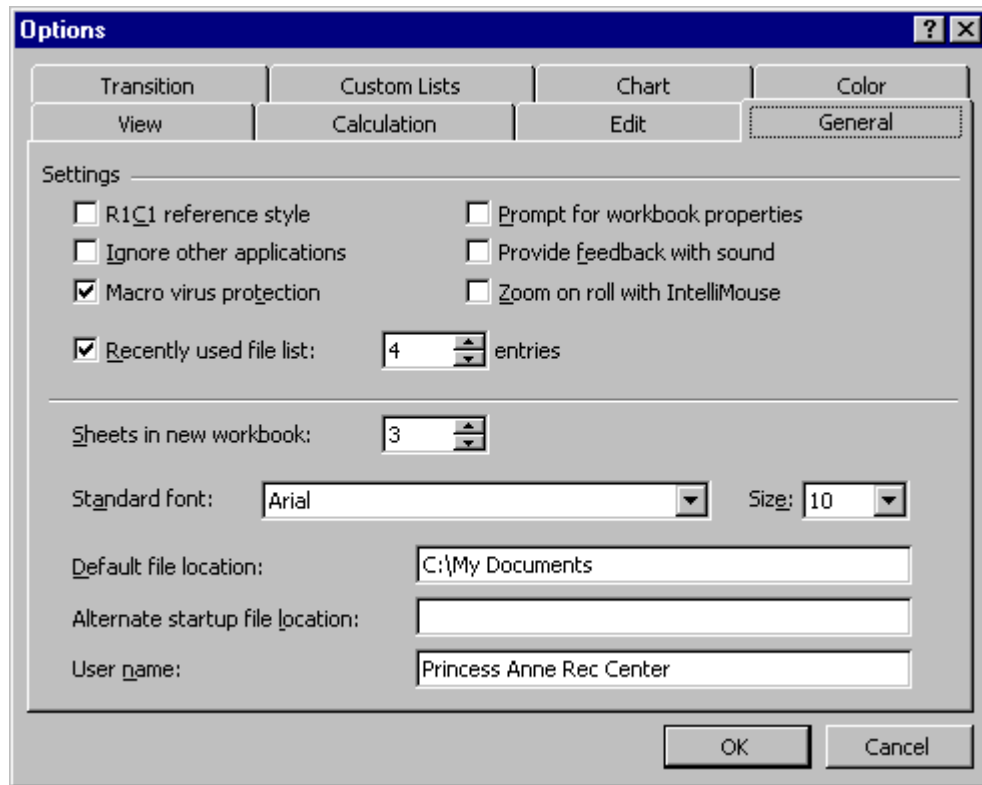 Options
Transition Custom Lists Chart Color
View Calculation Edit General
Settings
R1C1 reference style Prompt for workbook properties
Ignore other applications Provide feedback with sound
Macro virus protection Zoom on roll with IntelliMouse
Recently used file list: 4 entries
Sheets in new workbook: 3
Standard font: Arial Size: 10
Default file location: C:\My Documents
Alternate startup file location:
User name: Princess Anne Rec Center
OK Cancel